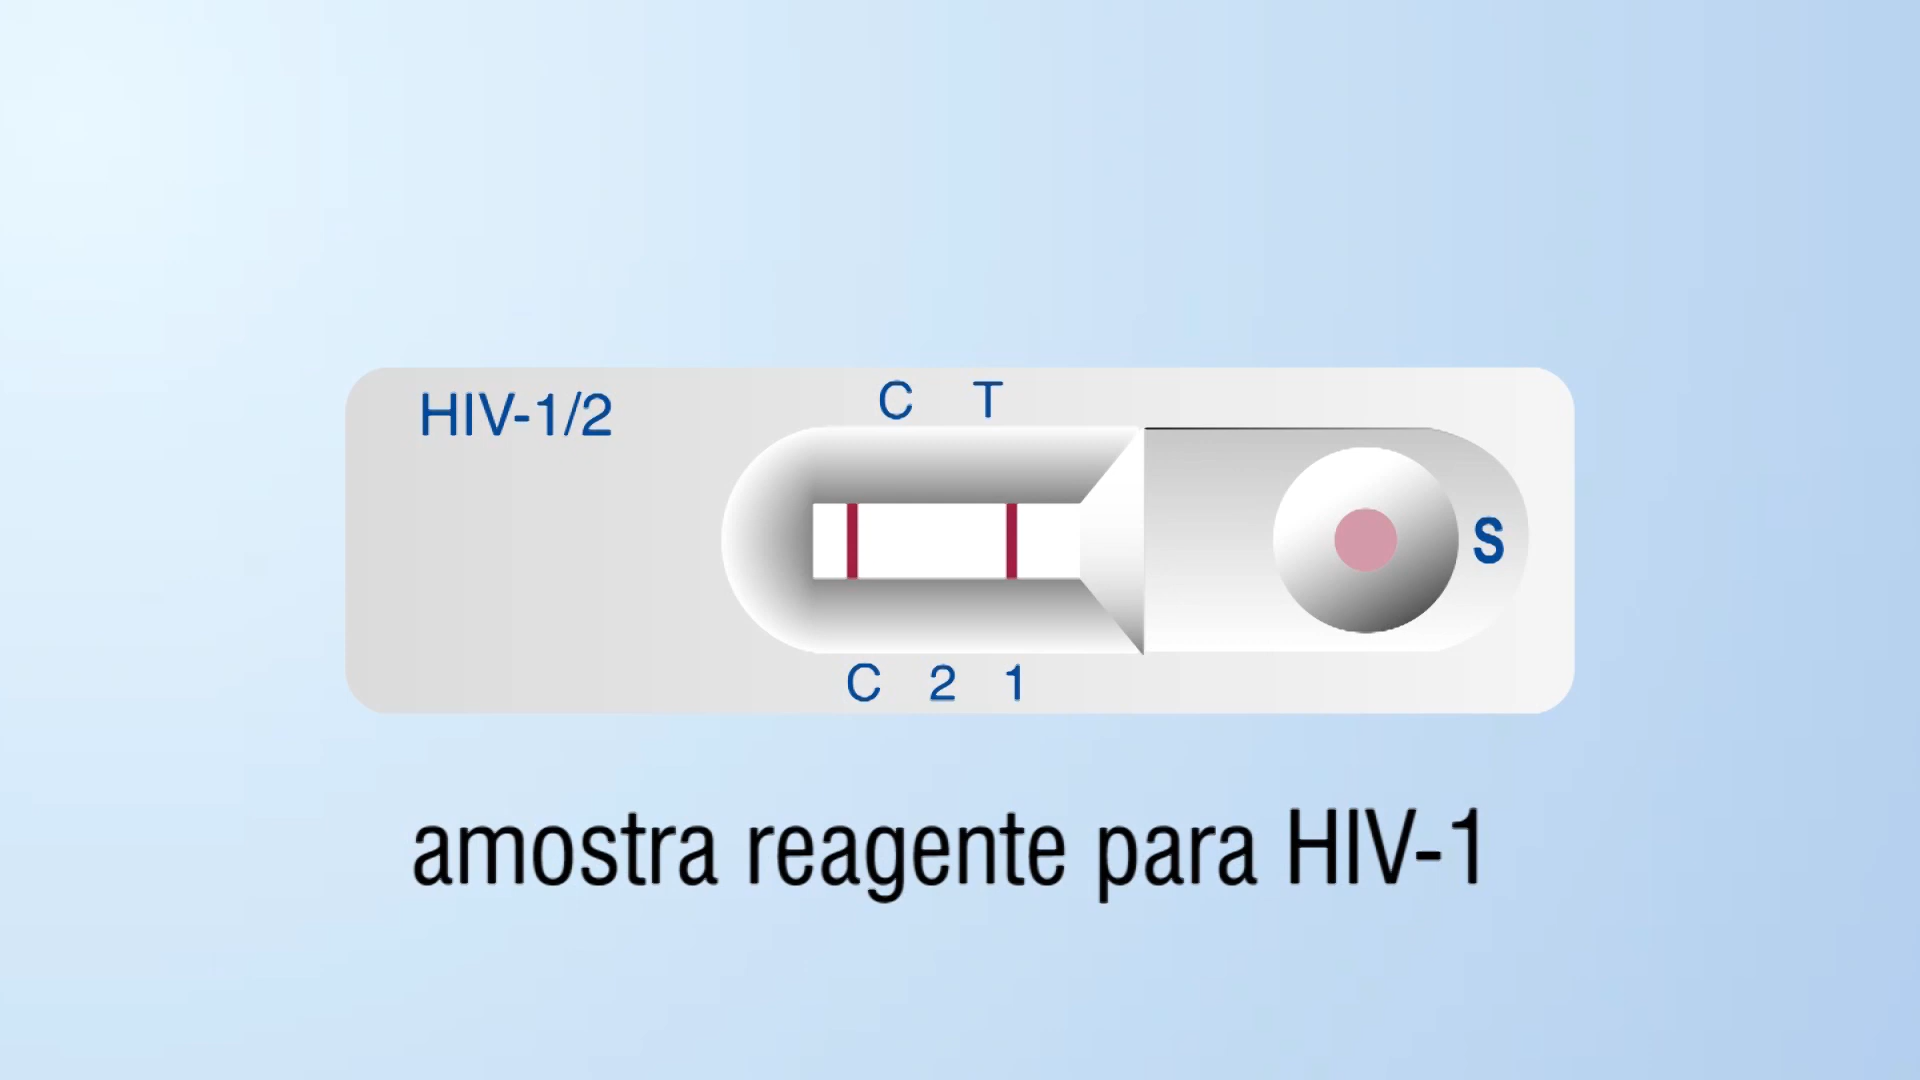 HIV-1/2
C T
S
C 2 1
amostra reagente para HIV-1